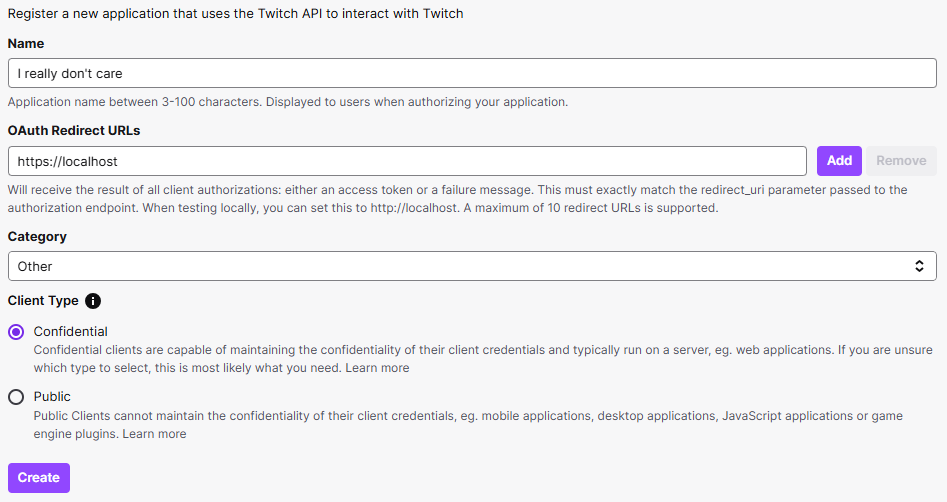 Register a new application that uses the Twitch API to interact with Twitch
Name
I really don't care
Application name between 3-100 characters. Displayed to users when authorizing your application.
OAuth Redirect URLs
https://localhost
Add
Remove
Will receive the result of all client authorizations: either an access token or a failure message. This must exactly match the redirect_uri parameter passed to the
authorization endpoint. When testing locally, you can set this to http://localhost. A maximum of 10 redirect URLs is supported.
Category
Other
Client Type
Confidential
Confidential clients are capable of maintaining the confidentiality of their client credentials and typically run on a server, eg. web applications. If you are unsure
which type to select, this is most likely what you need. Learn more
Public
Public Clients cannot maintain the confidentiality of their client credentials, eg. mobile applications, desktop applications, JavaScript applications or game
engine plugins. Learn more
Create